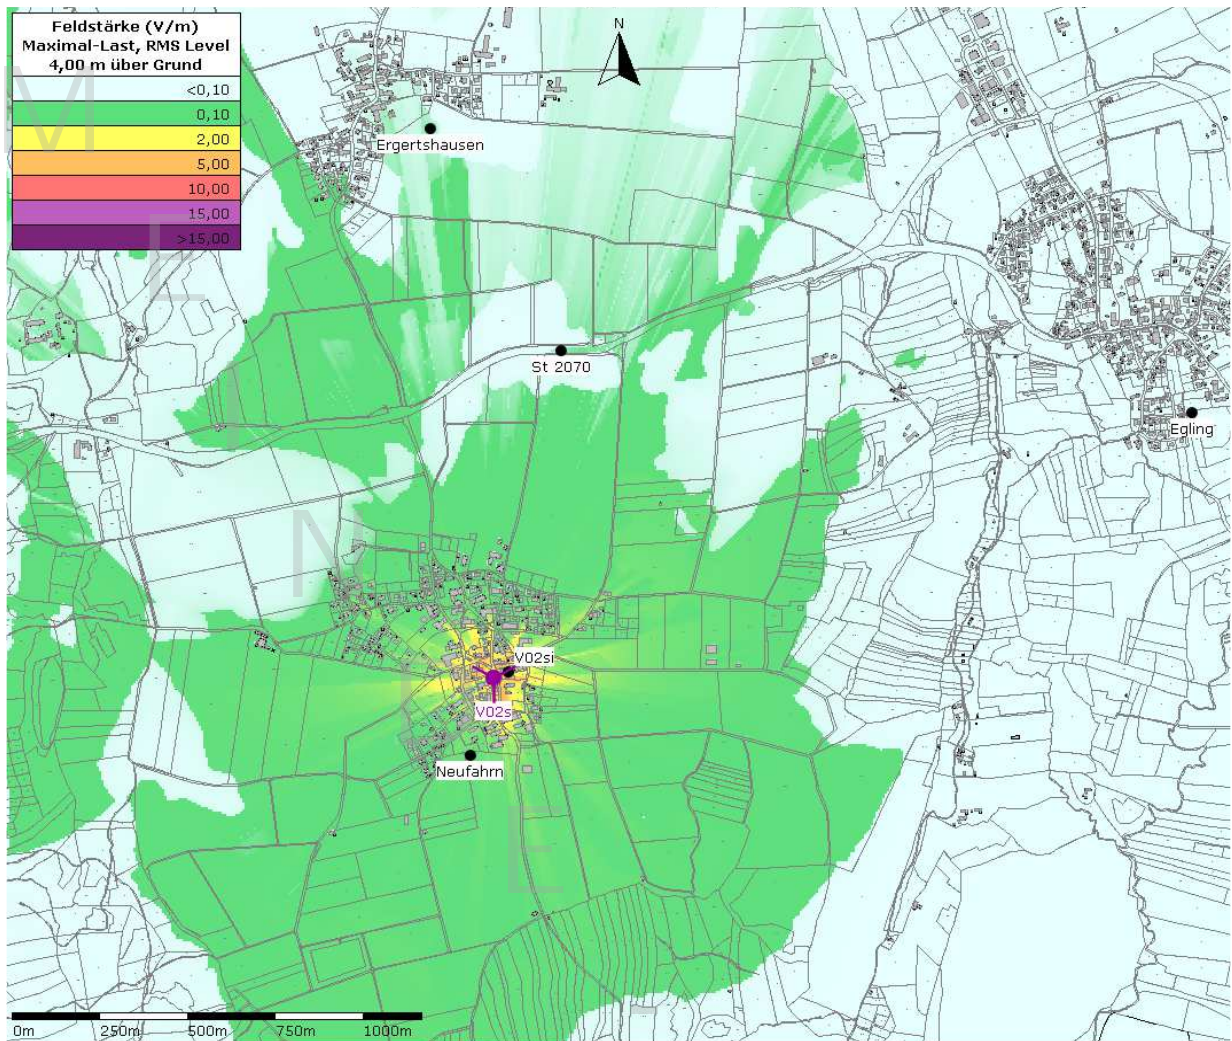 Feldstärke (V/m)
Maximal-Last, RMS Level
4,00 m über Grund
<0,10
0,10
2,00
5,00
10,00
15,00
>15,00
N
Ergertshausen
St 2070
Egling
V02si
V02s
Neufahrn
M
E
I
N
E
0m 250m 500m 750m 1000m